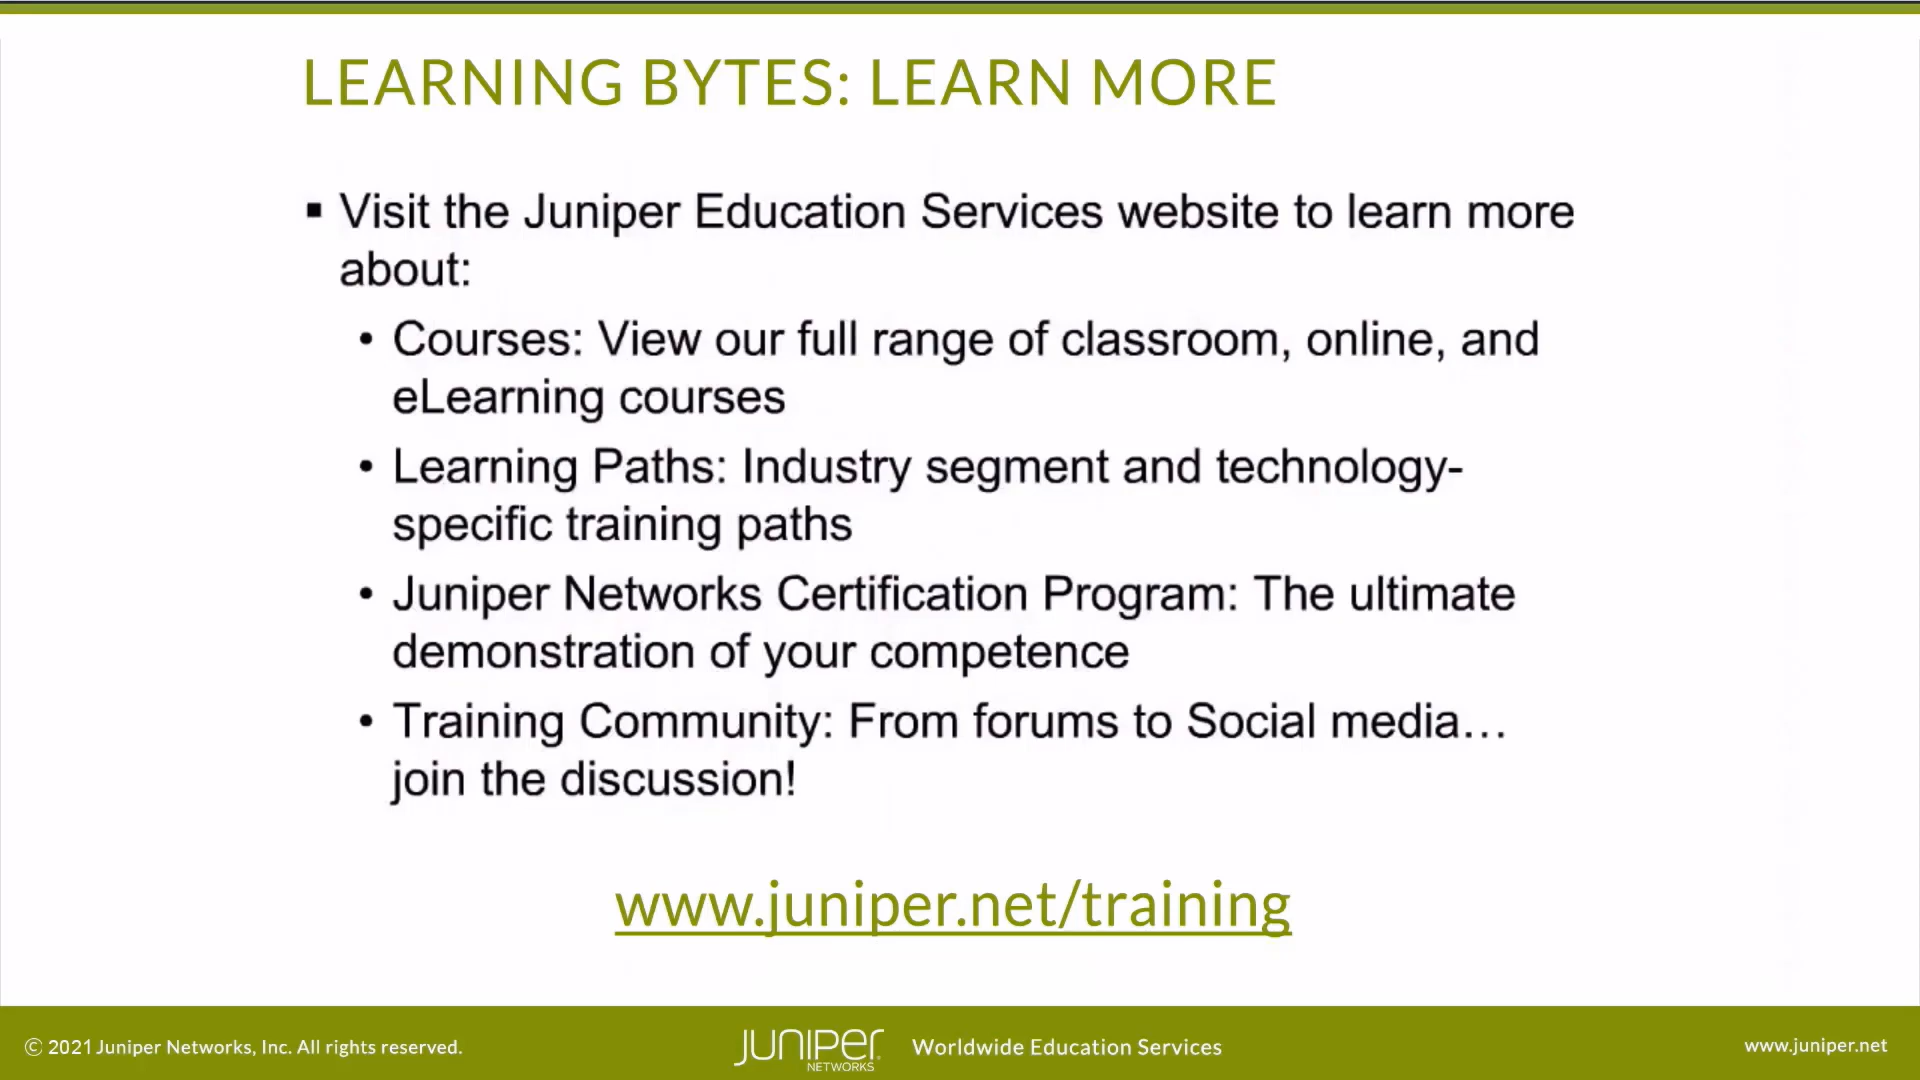 LEARNING BYTES: LEARN MORE
▪ Visit the Juniper Education Services website to learn more
about:
• Courses: View our full range of classroom, online, and
eLearning courses
• Learning Paths: Industry segment and technology-
specific training paths
• Juniper Networks Certification Program: The ultimate
demonstration of your competence
• Training Community: From forums to Social media…
join the discussion!
www.juniper.net/training
© 2021 Juniper Networks, Inc. All rights reserved.
JUNIPER
NETWORKS
Worldwide Education Services
www.juniper.net